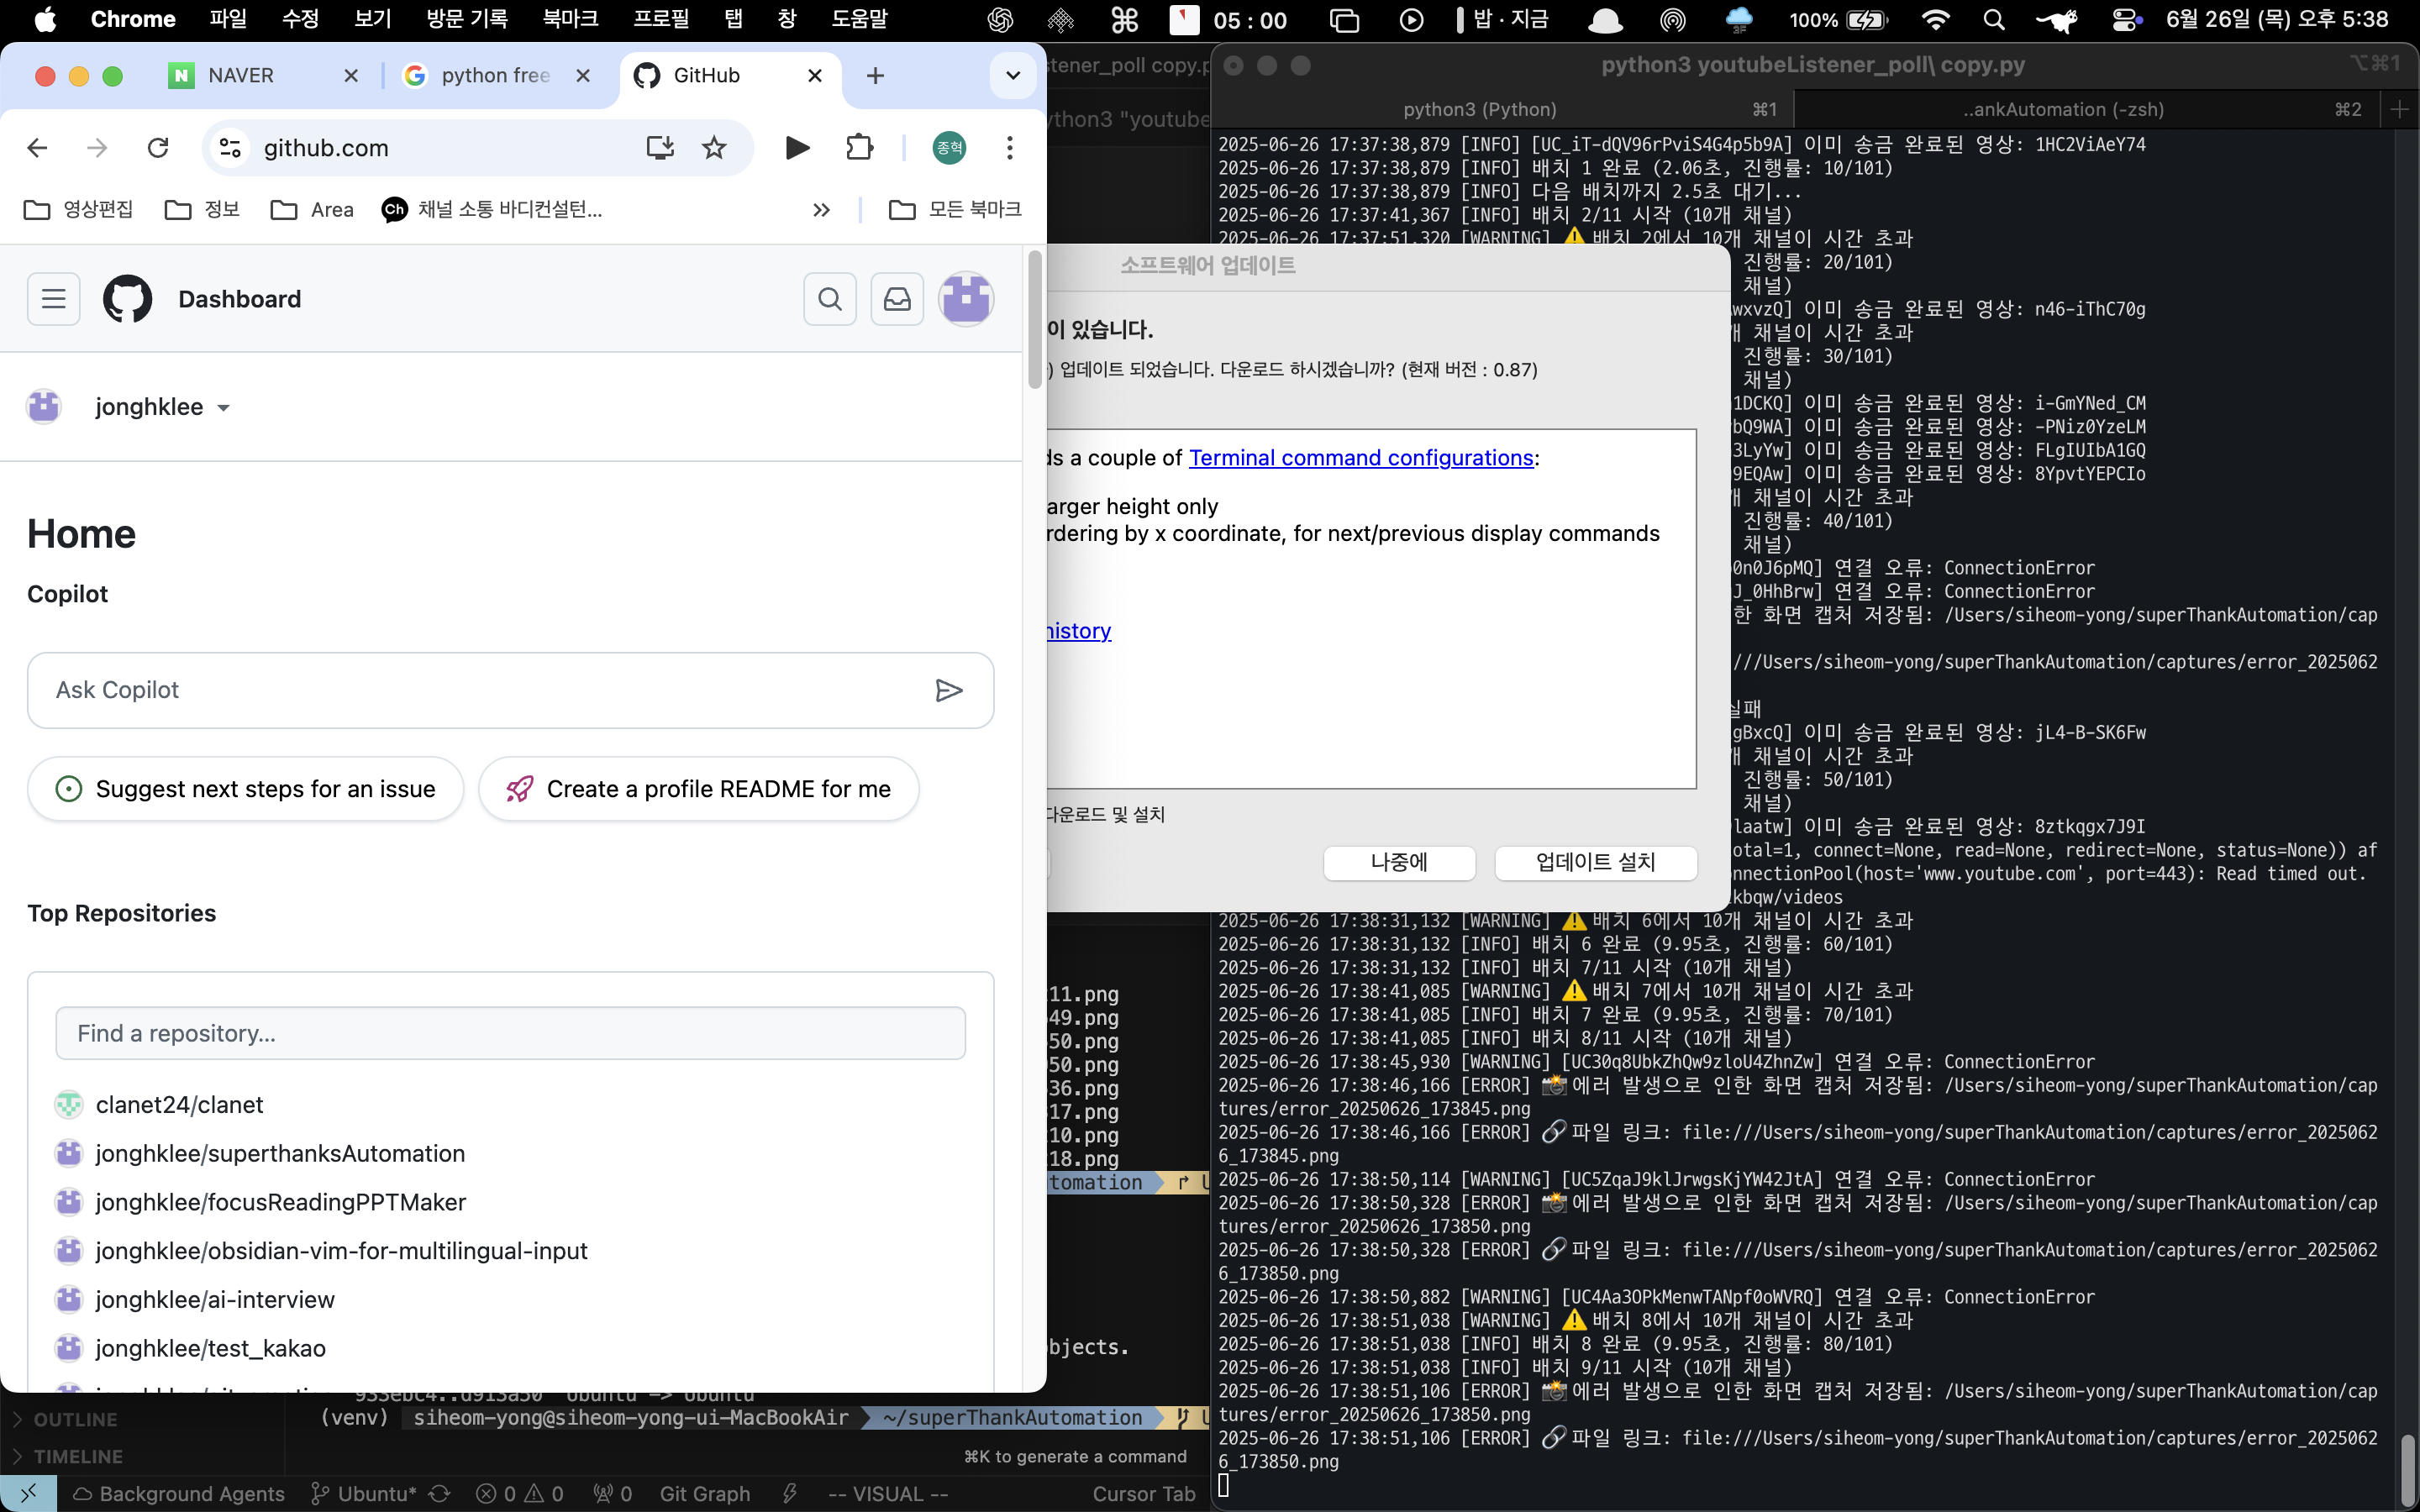 Chrome 파일 수정 보기 방문 기록 북마크 프로필 탭 창 도움말 05 : 00 밥 · 지금 100% 6월 26일 (목) 오후 5:38
NAVER
python free
GitHub
github.com
종혁
영상편집 정보 Area 채널 소통 바디컨설턴... 모든 북마크
Dashboard
jonghklee
Home
Copilot
Ask Copilot
Suggest next steps for an issue
Create a profile README for me
Top Repositories
Find a repository...
clanet24/clanet
jonghklee/superthanksAutomation
jonghklee/focusReadingPPTMaker
jonghklee/obsidian-vim-for-multilingual-input
jonghklee/ai-interview
jonghklee/test_kakao
OUTLINE
TIMELINE
stener_poll copy.p
ython3 "youtube
소프트웨어 업데이트
이 있습니다.
) 업데이트 되었습니다. 다운로드 하시겠습니까? (현재 버전 : 0.87)
ds a couple of Terminal command configurations:
arger height only
rdering by x coordinate, for next/previous display commands
history
다운로드 및 설치
나중에
업데이트 설치
11.png
49.png
50.png
50.png
36.png
17.png
10.png
18.png
tomation
bjects.
(venv) siheom-yong@siheom-yong-ui-MacBookAir ~/superThankAutomation
⌘K to generate a command
Background Agents Ubuntu* 0 0 0 Git Graph -- VISUAL -- Cursor Tab
python3 youtubeListener_poll\ copy.py ⌥⌘1
python3 (Python) ⌘1 ..ankAutomation (-zsh) ⌘2
2025-06-26 17:37:38,879 [INFO] [UC_iT-dQV96rPviS4G4p5b9A] 이미 송금 완료된 영상: 1HC2ViAeY74
2025-06-26 17:37:38,879 [INFO] 배치 1 완료 (2.06초, 진행률: 10/101)
2025-06-26 17:37:38,879 [INFO] 다음 배치까지 2.5초 대기...
2025-06-26 17:37:41,367 [INFO] 배치 2/11 시작 (10개 채널)
2025-06-26 17:37:51,320 [WARNING] ⚠️ 배치 2에서 10개 채널이 시간 초과
진행률: 20/101)
채널)
wxvzQ] 이미 송금 완료된 영상: n46-iThC70g
개 채널이 시간 초과
진행률: 30/101)
채널)
1DCKQ] 이미 송금 완료된 영상: i-GmYNed_CM
bQ9WA] 이미 송금 완료된 영상: -PNiz0YzeLM
3LyYw] 이미 송금 완료된 영상: FLgIUIbA1GQ
9EQAw] 이미 송금 완료된 영상: 8YpvtYEPCIo
개 채널이 시간 초과
진행률: 40/101)
채널)
0n0J6pMQ] 연결 오류: ConnectionError
J_0HhBrw] 연결 오류: ConnectionError
한 화면 캡처 저장됨: /Users/siheom-yong/superThankAutomation/cap
///Users/siheom-yong/superThankAutomation/captures/error_2025062
실패
gBxcQ] 이미 송금 완료된 영상: jL4-B-SK6Fw
개 채널이 시간 초과
진행률: 50/101)
채널)
laatw] 이미 송금 완료된 영상: 8ztkqgx7J9I
otal=1, connect=None, read=None, redirect=None, status=None)) af
nnectionPool(host='www.youtube.com', port=443): Read timed out.
kbqw/videos
2025-06-26 17:38:31,132 [WARNING] ⚠️ 배치 6에서 10개 채널이 시간 초과
2025-06-26 17:38:31,132 [INFO] 배치 6 완료 (9.95초, 진행률: 60/101)
2025-06-26 17:38:31,132 [INFO] 배치 7/11 시작 (10개 채널)
2025-06-26 17:38:41,085 [WARNING] ⚠️ 배치 7에서 10개 채널이 시간 초과
2025-06-26 17:38:41,085 [INFO] 배치 7 완료 (9.95초, 진행률: 70/101)
2025-06-26 17:38:41,085 [INFO] 배치 8/11 시작 (10개 채널)
2025-06-26 17:38:45,930 [WARNING] [UC30q8UbkZhQw9zloU4ZhnZw] 연결 오류: ConnectionError
2025-06-26 17:38:46,166 [ERROR] 📸 에러 발생으로 인한 화면 캡처 저장됨: /Users/siheom-yong/superThankAutomation/cap
tures/error_20250626_173845.png
2025-06-26 17:38:46,166 [ERROR] 🔗 파일 링크: file:///Users/siheom-yong/superThankAutomation/captures/error_2025062
6_173845.png
2025-06-26 17:38:50,114 [WARNING] [UC5ZqaJ9klJrwgsKjYW42JtA] 연결 오류: ConnectionError
2025-06-26 17:38:50,328 [ERROR] 📸 에러 발생으로 인한 화면 캡처 저장됨: /Users/siheom-yong/superThankAutomation/cap
tures/error_20250626_173850.png
2025-06-26 17:38:50,328 [ERROR] 🔗 파일 링크: file:///Users/siheom-yong/superThankAutomation/captures/error_2025062
6_173850.png
2025-06-26 17:38:50,882 [WARNING] [UC4Aa3OPkMenwTANpf0oWVRQ] 연결 오류: ConnectionError
2025-06-26 17:38:51,038 [WARNING] ⚠️ 배치 8에서 10개 채널이 시간 초과
2025-06-26 17:38:51,038 [INFO] 배치 8 완료 (9.95초, 진행률: 80/101)
2025-06-26 17:38:51,038 [INFO] 배치 9/11 시작 (10개 채널)
2025-06-26 17:38:51,106 [ERROR] 📸 에러 발생으로 인한 화면 캡처 저장됨: /Users/siheom-yong/superThankAutomation/cap
tures/error_20250626_173850.png
2025-06-26 17:38:51,106 [ERROR] 🔗 파일 링크: file:///Users/siheom-yong/superThankAutomation/captures/error_2025062
6_173850.png